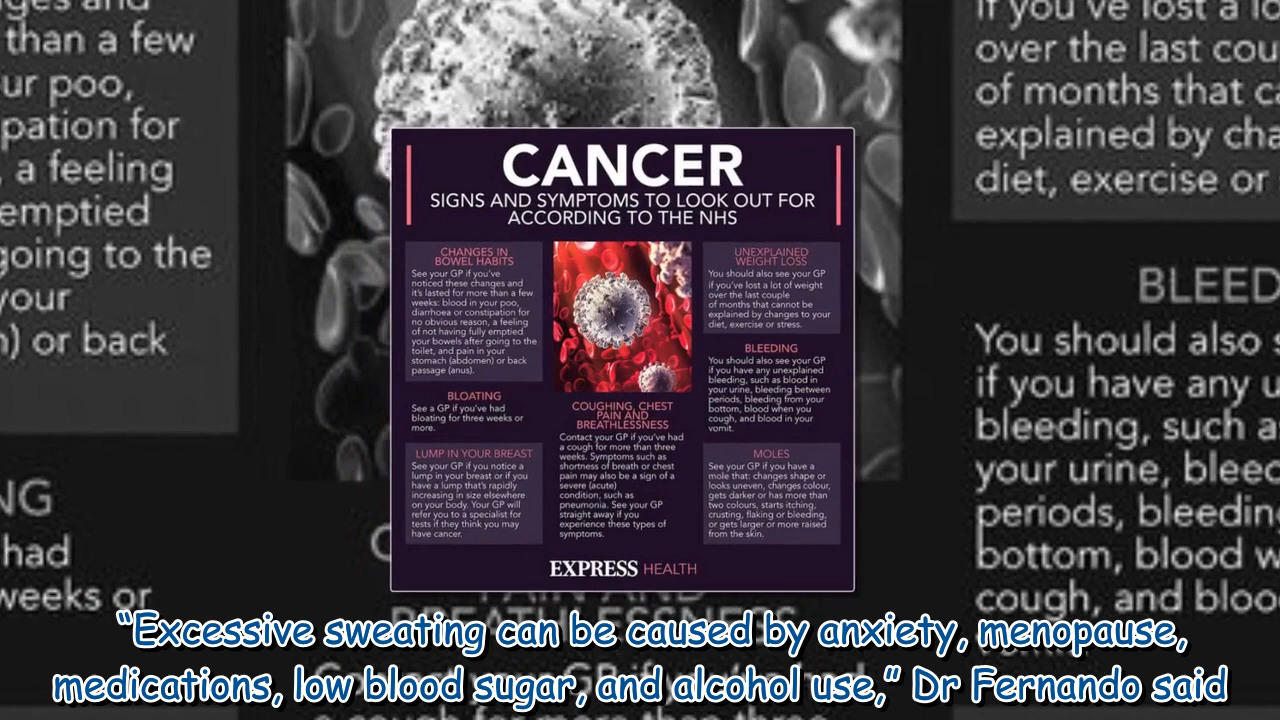 CANCER
SIGNS AND SYMPTOMS TO LOOK OUT FOR
ACCORDING TO THE NHS
CHANGES IN
BOWEL HABITS
See your GP if you've
noticed these changes and
it's lasted for more than a few
weeks: blood in your poo,
diarrhoea or constipation for
no obvious reason, a feeling
of not having fully emptied
your bowels after going to the
toilet, and pain in your
stomach (abdomen) or back
passage (anus).
BLOATING
See a GP if you've had
bloating for three weeks or
more.
LUMP IN YOUR BREAST
See your GP if you notice a
lump in your breast or if you
have a lump that's rapidly
increasing in size elsewhere
on your body. Your GP will
refer you to a specialist for
tests if they think you may
have cancer.
COUGHING, CHEST
PAIN AND
BREATHLESSNESS
Contact your GP if you've had
a cough for more than three
weeks. Symptoms such as
shortness of breath or chest
pain may also be a sign of a
severe (acute)
condition, such as
pneumonia. See your GP
straight away if you
experience these types of
symptoms.
UNEXPLAINED
WEIGHT LOSS
You should also see your GP
if you've lost a lot of weight
over the last couple
of months that cannot be
explained by changes to your
diet, exercise or stress.
BLEEDING
You should also see your GP
if you have any unexplained
bleeding, such as blood in
your urine, bleeding between
periods, bleeding from your
bottom, blood when you
cough, and blood in your
vomit.
MOLES
See your GP if you have a
mole that: changes shape or
looks uneven, changes colour,
gets darker or has more than
two colours, starts itching,
crusting, flaking or bleeding,
or gets larger or more raised
from the skin.
EXPRESS HEALTH
than a few
poo,
for
a feeling
emptied
going to the
your
or back
had
weeks or
if you've lost a
over the last
of months that
explained by
diet, exercise or
You should also
if you have any
bleeding, such
your urine,
periods,
bottom, blood
cough, and
“Excessive sweating can be caused by anxiety, menopause,
medications, low blood sugar, and alcohol use,” Dr Fernando said